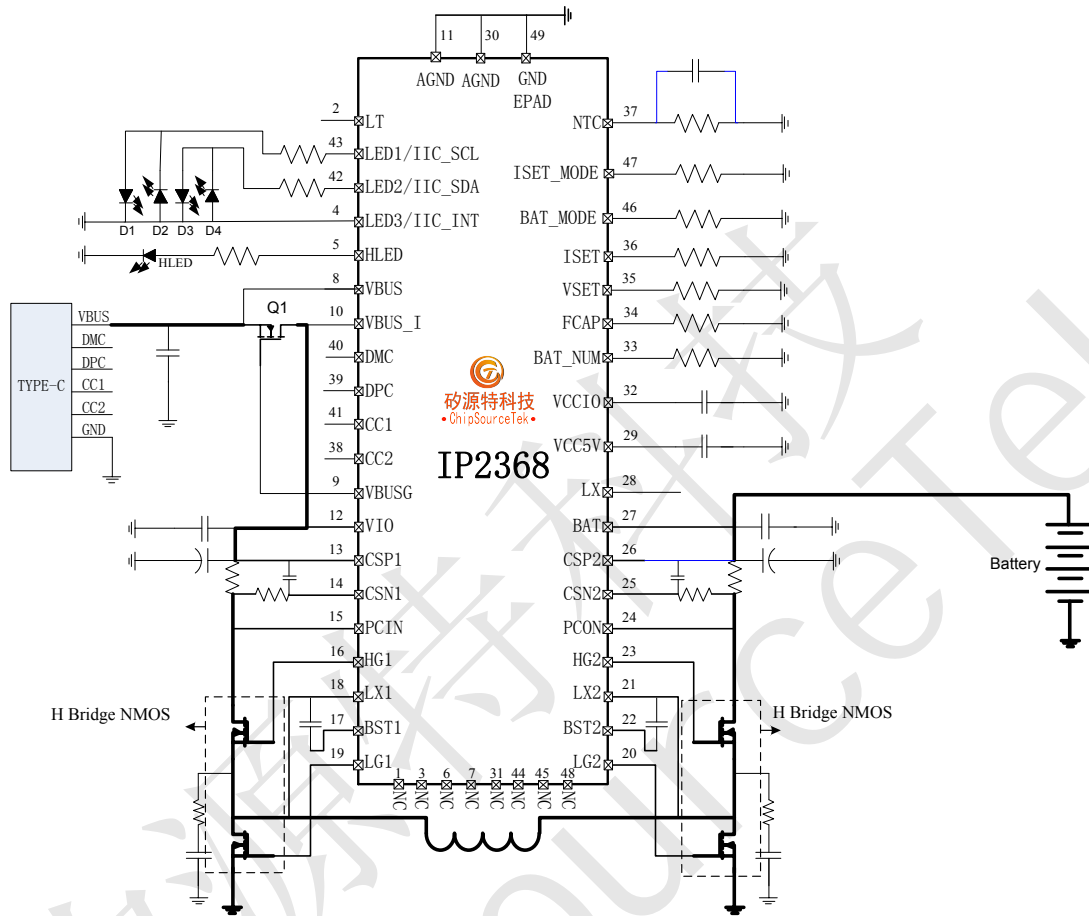 11
30
49
AGND
AGND
GND
EPAD
2
LT
43
LED1/IIC_SCL
42
LED2/IIC_SDA
4
LED3/IIC_INT
D1
D2
D3
D4
5
HLED
HLED
8
VBUS
Q1
10
VBUS_I
40
DMC
39
DPC
41
CC1
38
CC2
9
VBUSG
12
VIO
13
CSP1
14
CSN1
15
PCIN
16
HG1
18
LX1
17
BST1
19
LG1
TYPE-C
VBUS
DMC
DPC
CC1
CC2
GND
矽源特科技
•ChipSourceTek•
IP2368
37
NTC
47
ISET_MODE
46
BAT_MODE
36
ISET
35
VSET
34
FCAP
33
BAT_NUM
32
VCCIO
29
VCC5V
28
LX
27
BAT
26
CSP2
25
CSN2
24
PCON
23
HG2
21
LX2
22
BST2
20
LG2
Battery
H Bridge NMOS
H Bridge NMOS
1
3
6
7
31
44
45
48
NC
NC
NC
NC
NC
NC
NC
NC
源特科技
ourceTel